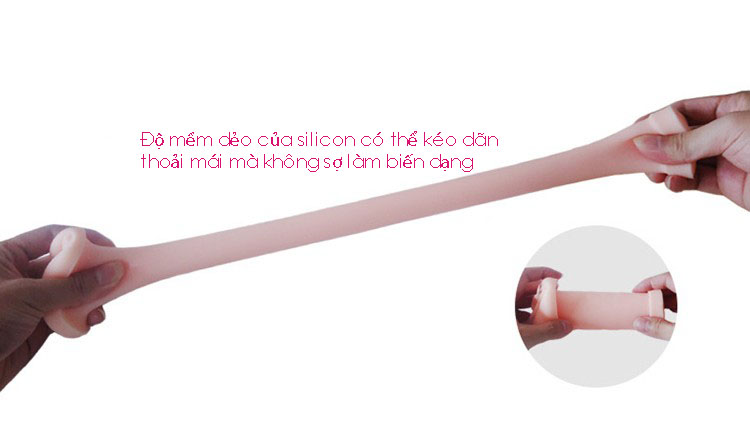 Độ mềm dẻo của silicon có thể kéo dãn
thoải mái mà không sợ làm biến dạng